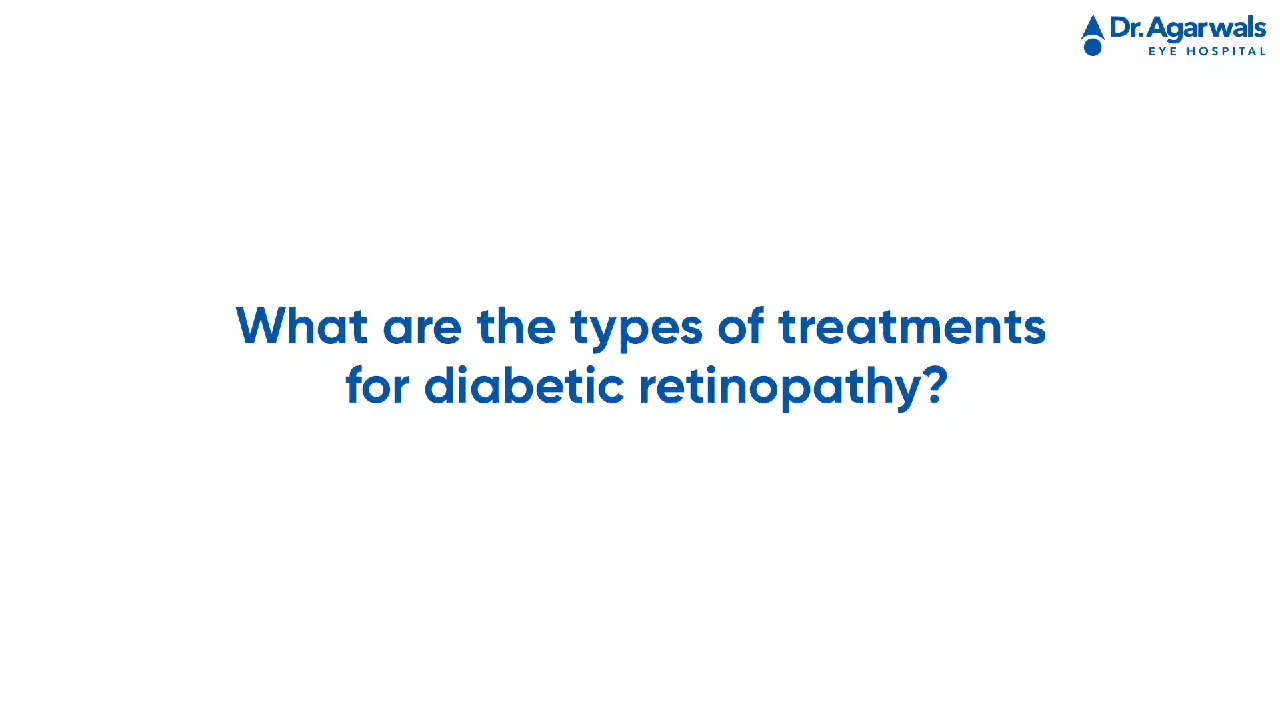 Dr. Agarwals
EYE HOSPITAL
What are the types of treatments
for diabetic retinopathy?